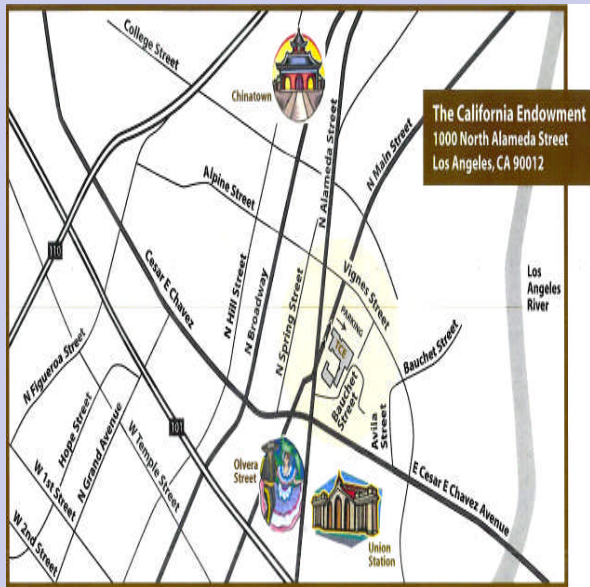 College Street
Chinatown
The California Endowment
1000 North Alameda Street
Los Angeles, CA 90012
N Main Street
N Alameda Street
Alpine Street
Vignes Street
110
Cesar E Chavez
N Hill Street
N Broadway
N Spring Street
Los
Angeles
River
PARKING
TCE
Bauchet Street
N Figueroa Street
Bauchet
Street
Hope Street
N Grand Avenue
101
Avila
Street
W Temple Street
W 1st Street
Olvera
Street
E Cesar E Chavez Avenue
W 2nd Street
Union
Station